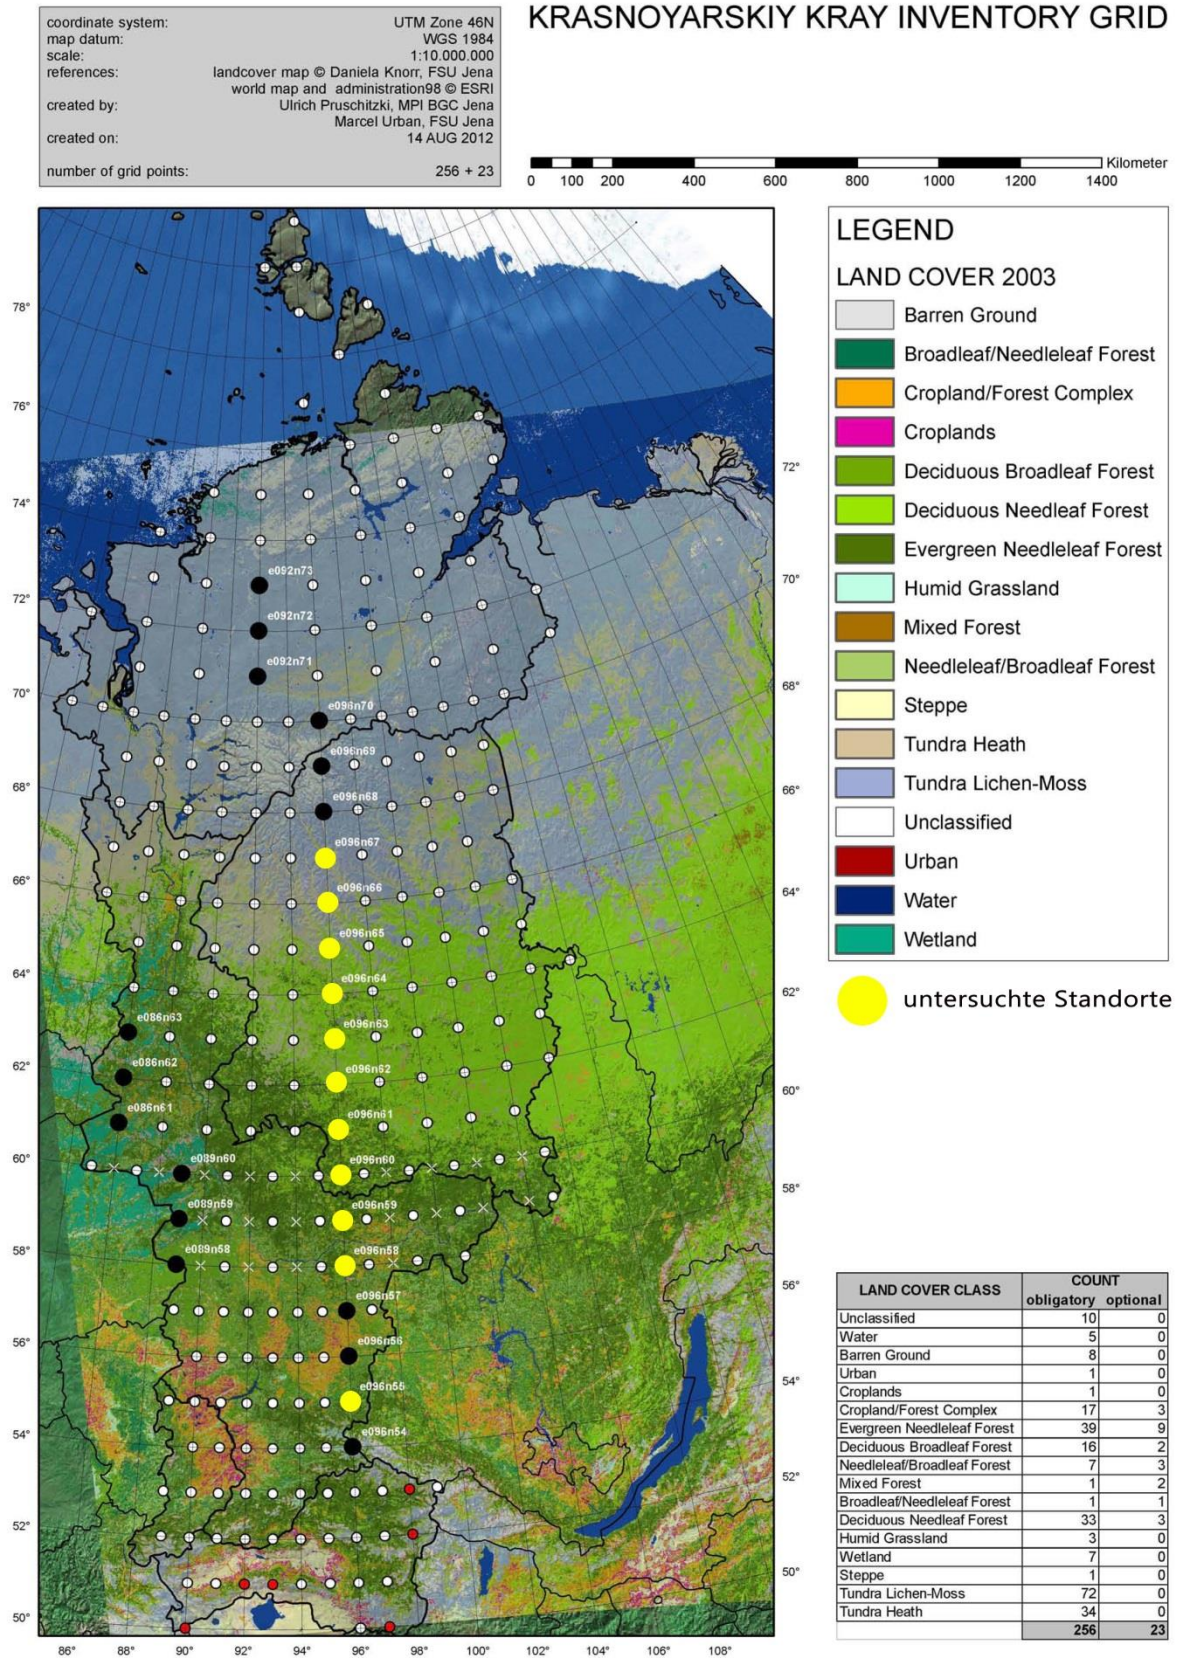 KRASNOYARSKIY KRAY INVENTORY GRID
coordinate system: UTM Zone 46N
map datum: WGS 1984
scale: 1:10.000.000
references: landcover map © Daniela Knorr, FSU Jena
world map and administration98 © ESRI
created by: Ulrich Pruschitzki, MPI BGC Jena
Marcel Urban, FSU Jena
created on: 14 AUG 2012
number of grid points: 256 + 23
Kilometer
0 100 200 400 600 800 1000 1200 1400
LEGEND
LAND COVER 2003
Barren Ground
Broadleaf/Needleleaf Forest
Cropland/Forest Complex
Croplands
Deciduous Broadleaf Forest
Deciduous Needleaf Forest
Evergreen Needleleaf Forest
Humid Grassland
Mixed Forest
Needleleaf/Broadleaf Forest
Steppe
Tundra Heath
Tundra Lichen-Moss
Unclassified
Urban
Water
Wetland
untersuchte Standorte
78°
76°
74°
72°
70°
68°
66°
64°
62°
60°
58°
56°
54°
52°
50°
72°
70°
68°
66°
64°
62°
60°
58°
56°
54°
52°
50°
e092n73
e092n72
e092n71
e096n70
e096n69
e096n68
e096n67
e096n66
e096n65
e096n64
e086n63
e096n63
e086n62
e096n62
e086n61
e096n61
e089n60
e096n60
e089n59
e096n59
e089n58
e096n58
e096n57
e096n56
e096n55
e096n54
86° 88° 90° 92° 94° 96° 98° 100° 102° 104° 106° 108°
LAND COVER CLASS COUNT
obligatory optional
Unclassified 10 0
Water 5 0
Barren Ground 8 0
Urban 1 0
Croplands 1 0
Cropland/Forest Complex 17 3
Evergreen Needleleaf Forest 39 9
Deciduous Broadleaf Forest 16 2
Needleleaf/Broadleaf Forest 7 3
Mixed Forest 1 2
Broadleaf/Needleleaf Forest 1 1
Deciduous Needleaf Forest 33 3
Humid Grassland 3 0
Wetland 7 0
Steppe 1 0
Tundra Lichen-Moss 72 0
Tundra Heath 34 0
256 23